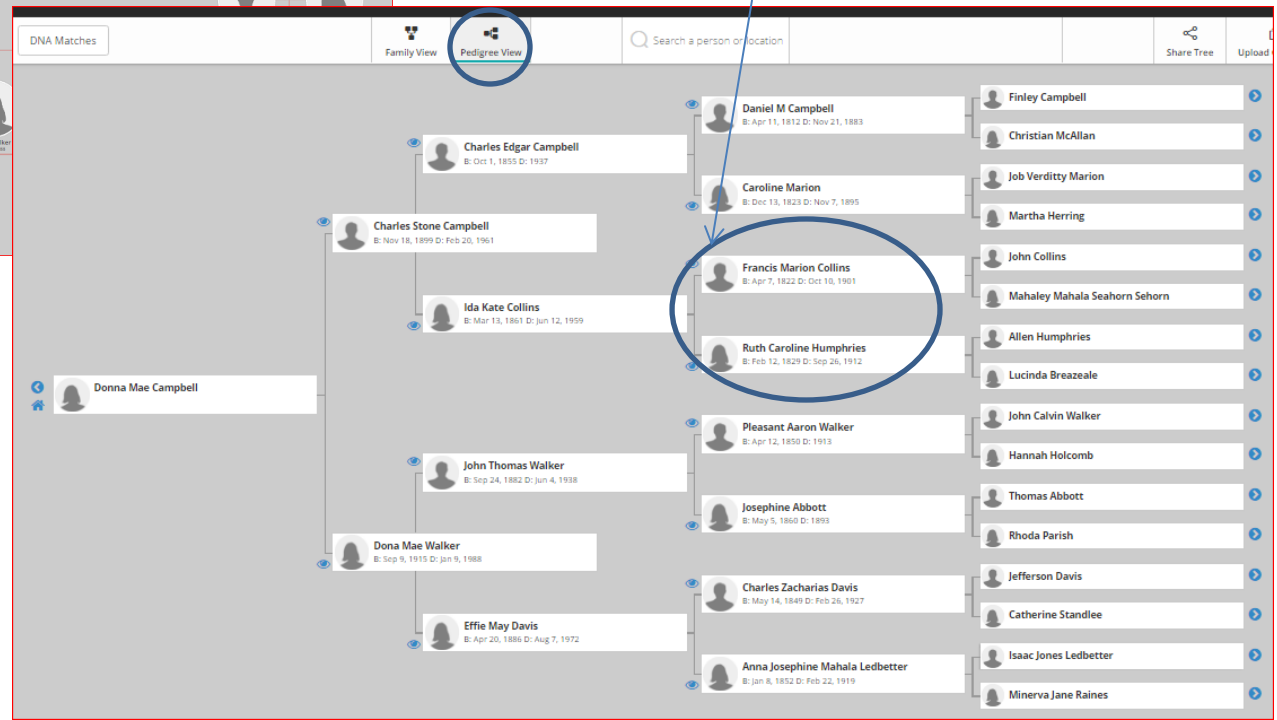 DNA Matches
Family View
Pedigree View
Search a person or location
Share Tree
Upload
Donna Mae Campbell
Charles Stone Campbell
B: Nov 18, 1899 D: Feb 20, 1961
Dona Mae Walker
B: Sep 9, 1915 D: Jan 9, 1988
Charles Edgar Campbell
B: Oct 1, 1855 D: 1937
Ida Kate Collins
B: Mar 13, 1861 D: Jun 12, 1959
John Thomas Walker
B: Sep 24, 1882 D: Jun 4, 1938
Effie May Davis
B: Apr 20, 1886 D: Aug 7, 1972
Daniel M Campbell
B: Apr 11, 1812 D: Nov 21, 1883
Caroline Marion
B: Dec 13, 1823 D: Nov 7, 1895
Francis Marion Collins
B: Apr 7, 1822 D: Oct 10, 1901
Ruth Caroline Humphries
B: Feb 12, 1829 D: Sep 26, 1912
Pleasant Aaron Walker
B: Apr 12, 1850 D: 1913
Josephine Abbott
B: May 5, 1860 D: 1893
Charles Zacharias Davis
B: May 14, 1849 D: Feb 26, 1927
Anna Josephine Mahala Ledbetter
B: Jan 8, 1852 D: Feb 22, 1919
Finley Campbell
Christian McAllan
Job Verditty Marion
Martha Herring
John Collins
Mahaley Mahala Seahorn Sehorn
Allen Humphries
Lucinda Breazeale
John Calvin Walker
Hannah Holcomb
Thomas Abbott
Rhoda Parish
Jefferson Davis
Catherine Standlee
Isaac Jones Ledbetter
Minerva Jane Raines